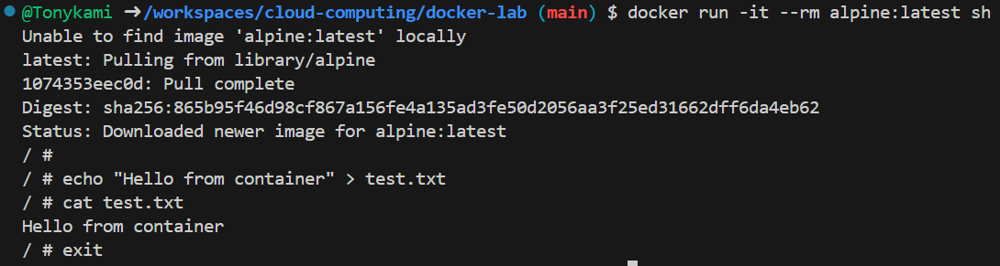 @Tonykami ➜/workspaces/cloud-computing/docker-lab (main) $ docker run -it --rm alpine:latest sh
Unable to find image 'alpine:latest' locally
latest: Pulling from library/alpine
1074353eec0d: Pull complete
Digest: sha256:865b95f46d98cf867a156fe4a135ad3fe50d2056aa3f25ed31662dff6da4eb62
Status: Downloaded newer image for alpine:latest
/ #
/ # echo "Hello from container" > test.txt
/ # cat test.txt
Hello from container
/ # exit